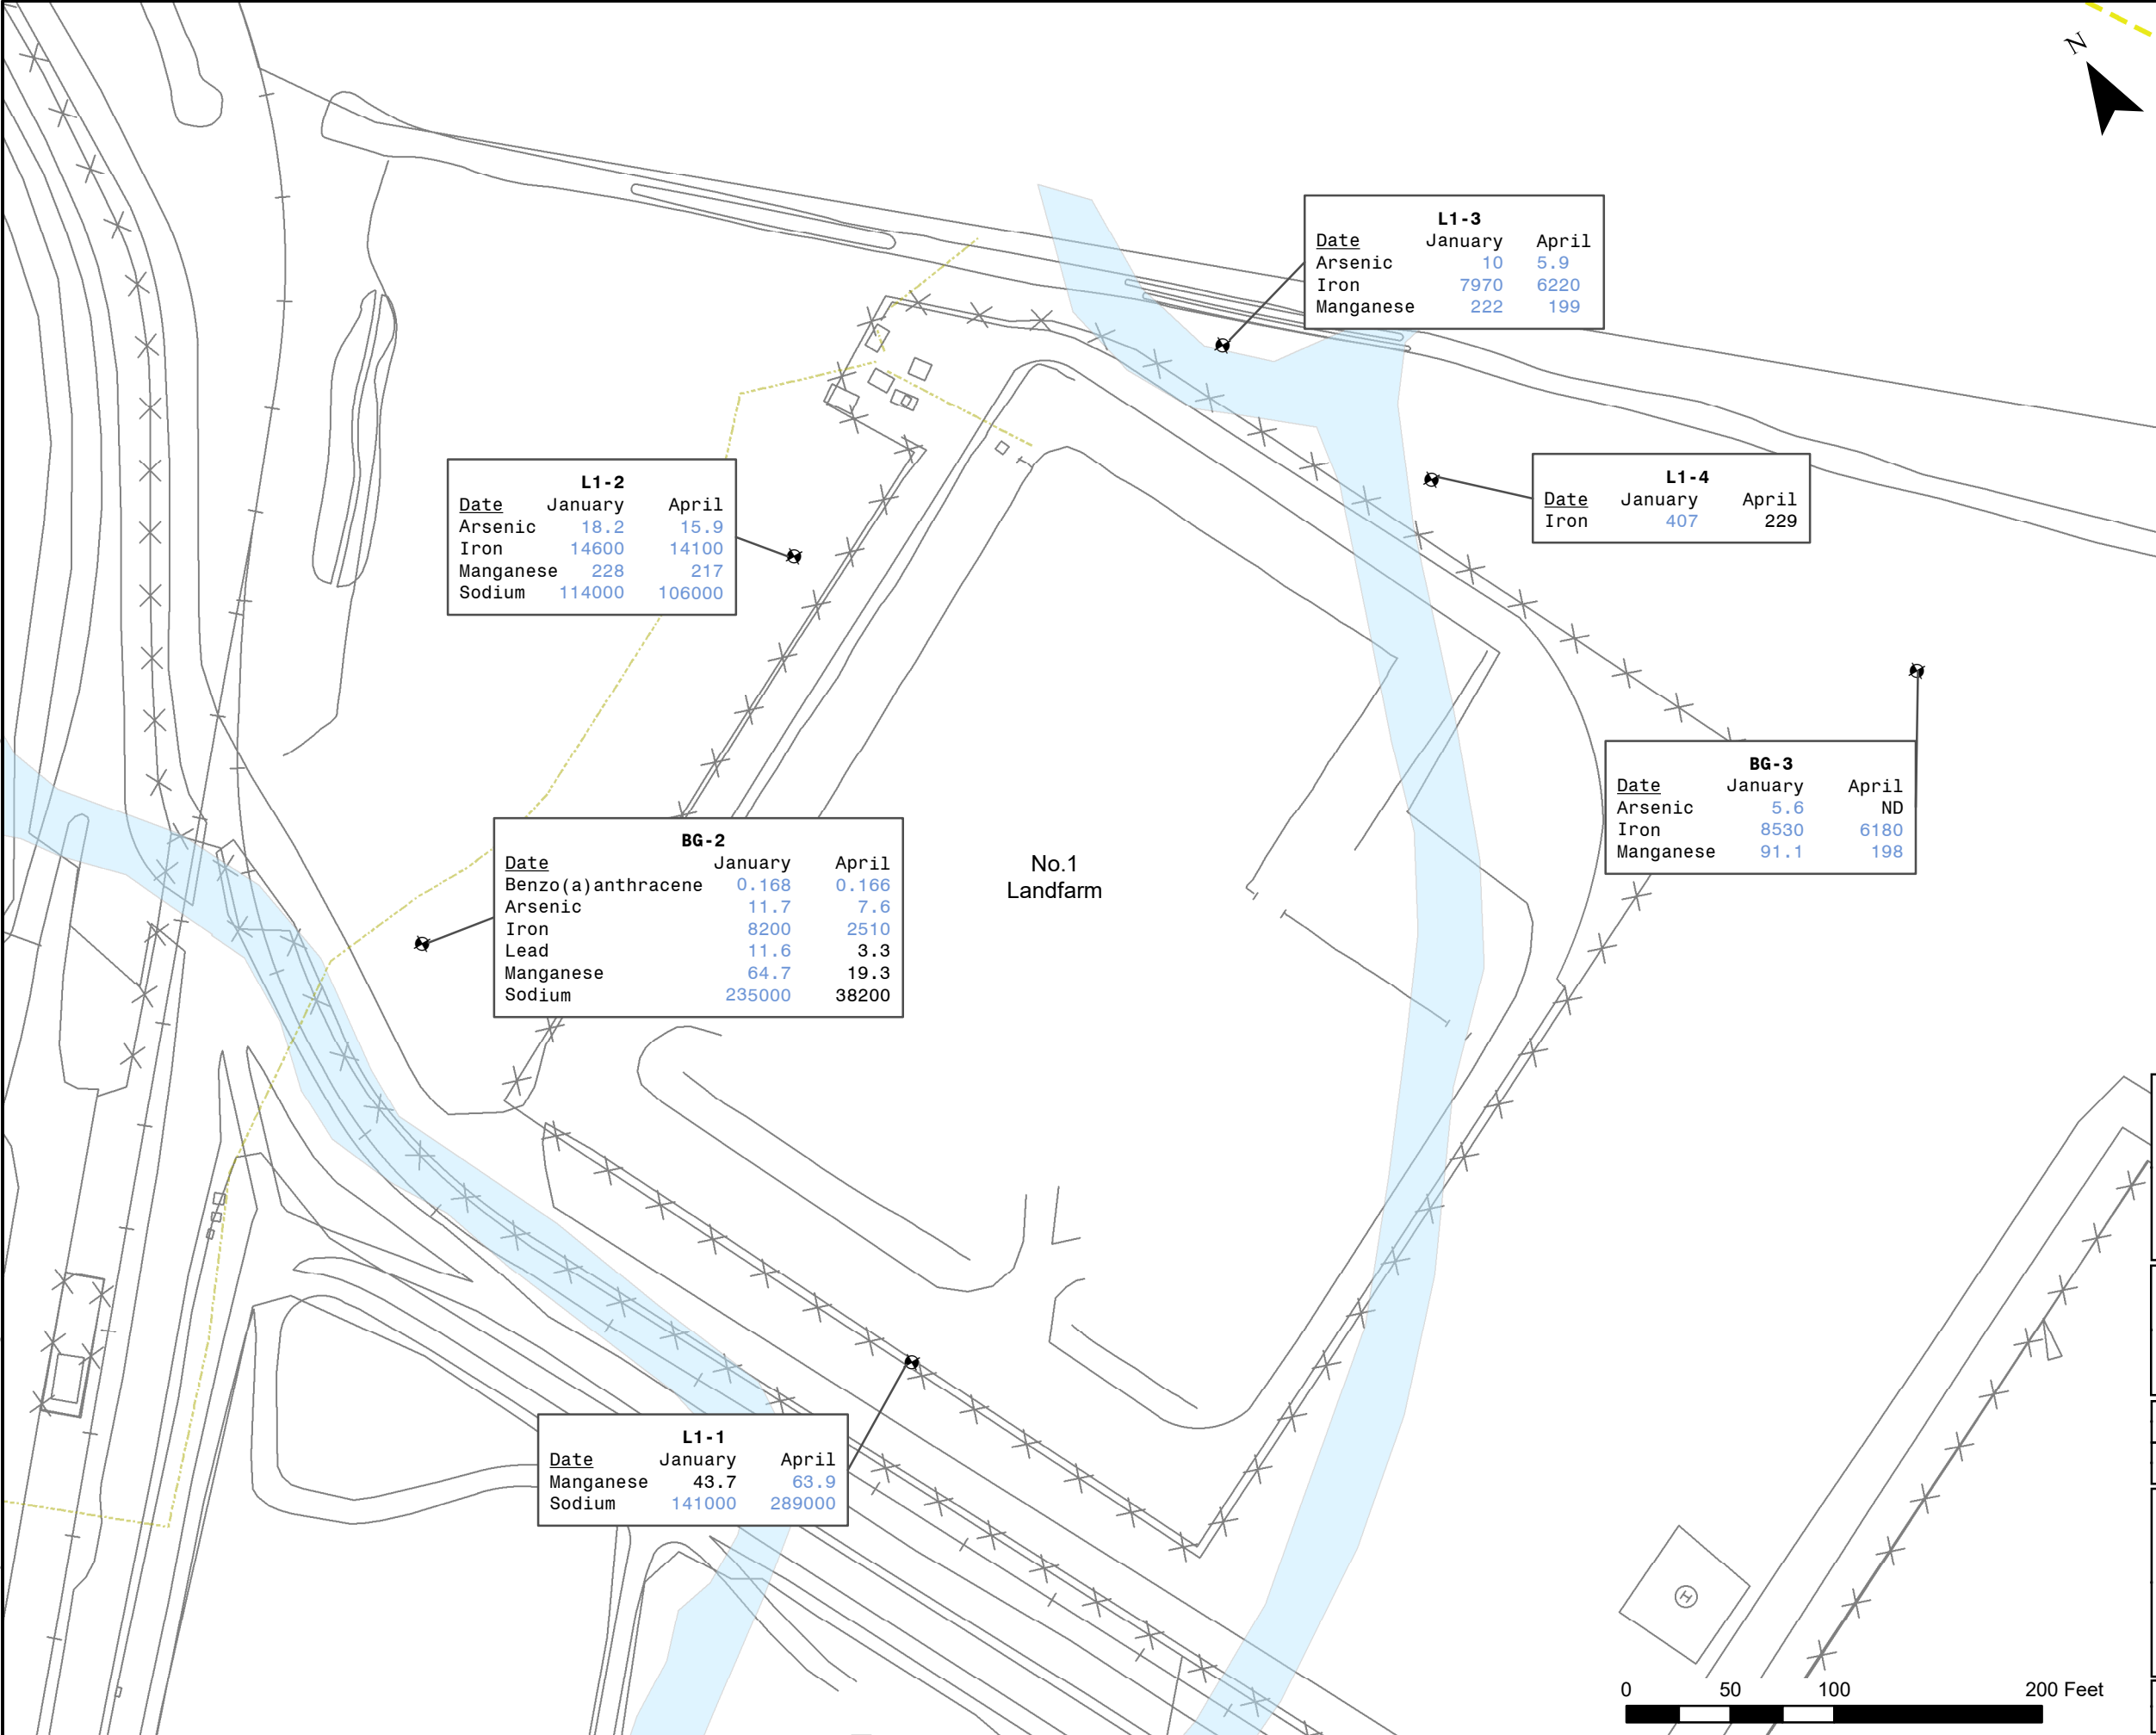 N
L1-3
Date January April
Arsenic 10 5.9
Iron 7970 6220
Manganese 222 199
L1-2
Date January April
Arsenic 18.2 15.9
Iron 14600 14100
Manganese 228 217
Sodium 114000 106000
L1-4
Date January April
Iron 407 229
BG-3
Date January April
Arsenic 5.6 ND
Iron 8530 6180
Manganese 91.1 198
BG-2
Date January April
Benzo(a)anthracene 0.168 0.166
Arsenic 11.7 7.6
Iron 8200 2510
Lead 11.6 3.3
Manganese 64.7 19.3
Sodium 235000 38200
No.1
Landfarm
L1-1
Date January April
Manganese 43.7 63.9
Sodium 141000 289000
H
0 50 100 200 Feet